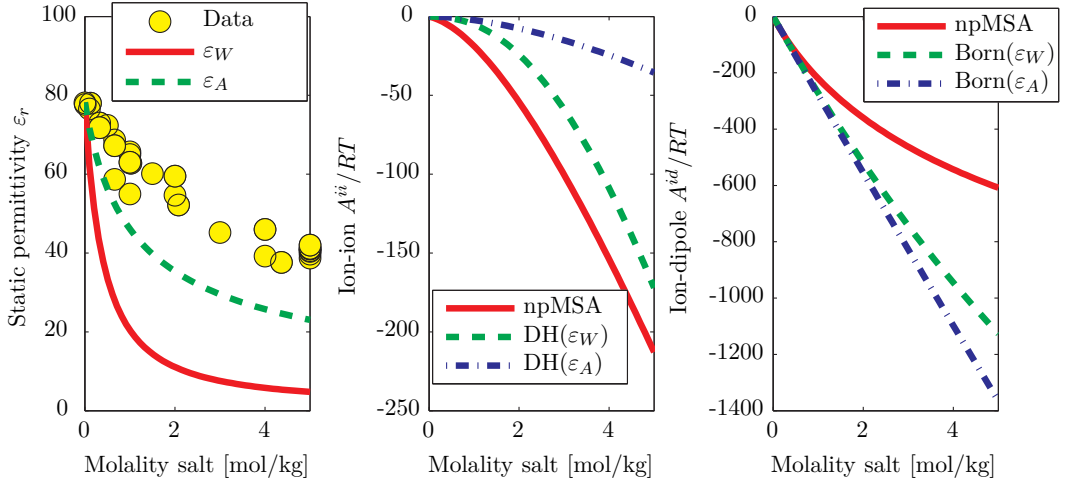 Static permittivity εr
100
80
60
40
20
0
0
2
4
Molality salt [mol/kg]
Data
εW
εA
Ion-ion A^{ii}/RT
0
-50
-100
-150
-200
-250
0
2
4
Molality salt [mol/kg]
npMSA
DH(εW)
DH(εA)
Ion-dipole A^{id}/RT
0
-200
-400
-600
-800
-1000
-1200
-1400
0
2
4
Molality salt [mol/kg]
npMSA
Born(εW)
Born(εA)